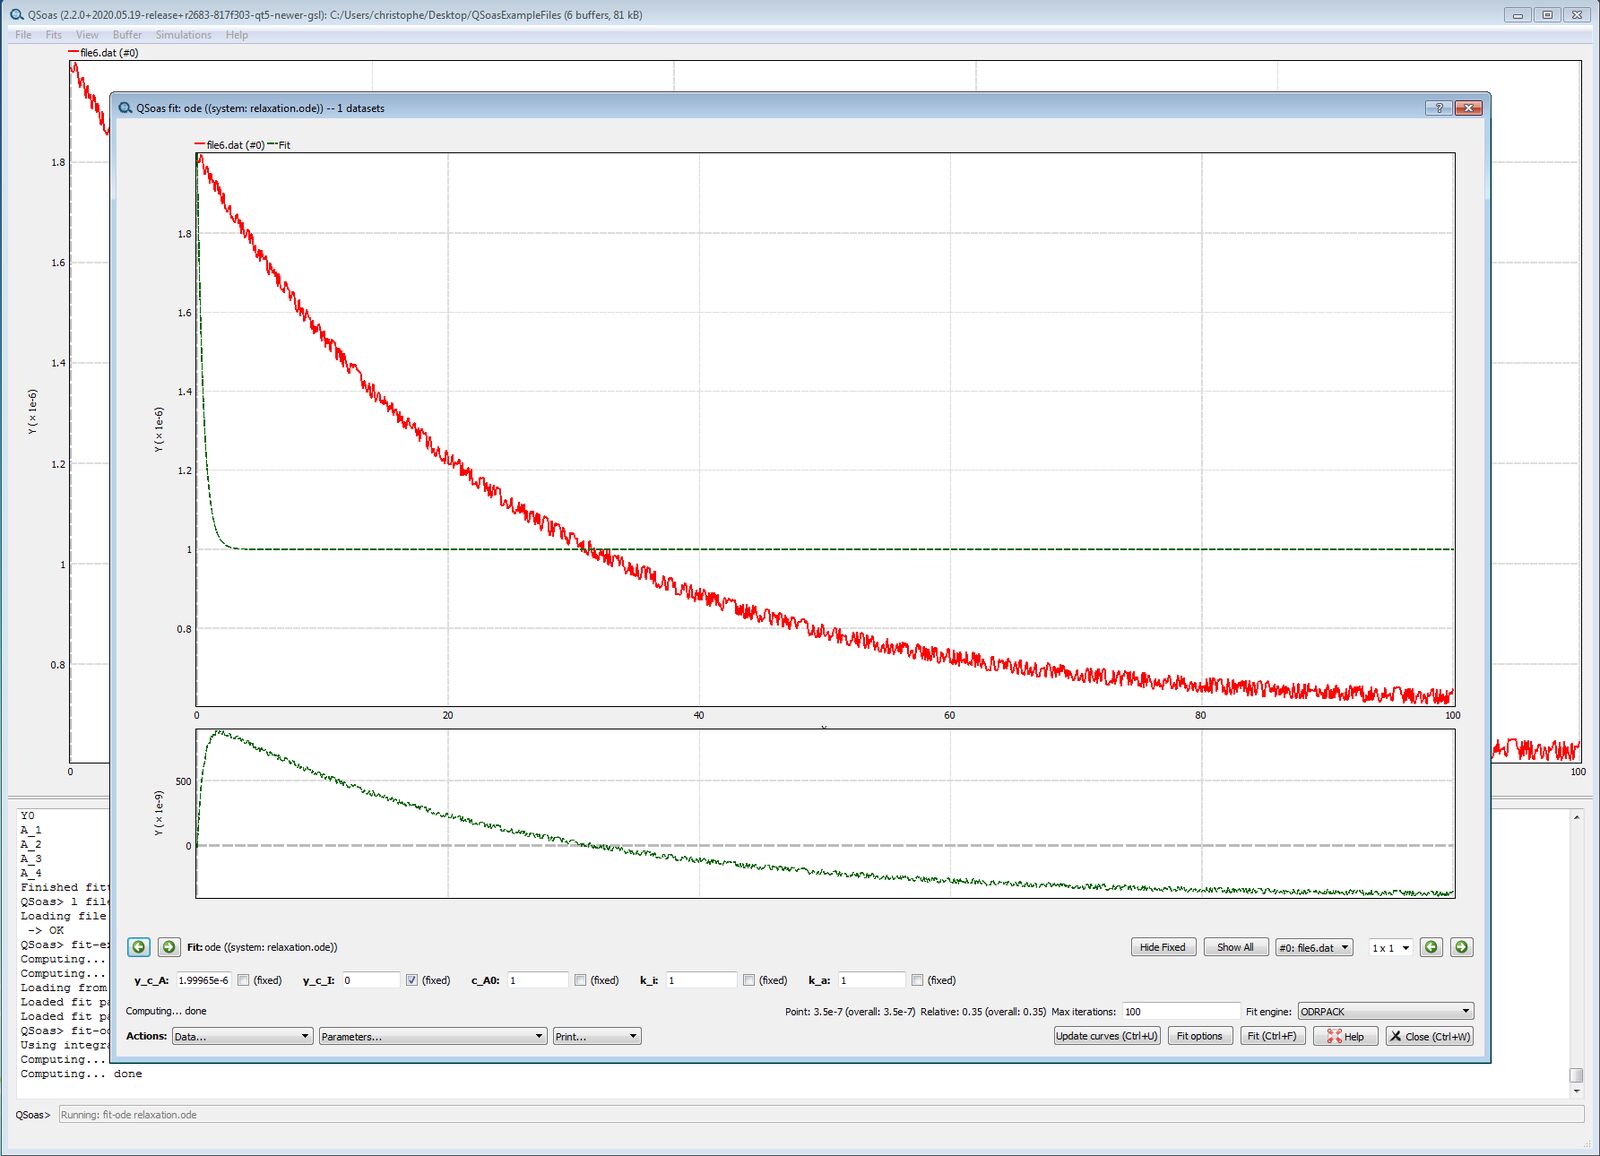 QSoas (2.2.0+2020.05.19-release+r2683-817f303-qt5-newer-gsl): C:/Users/christophe/Desktop/QSoasExampleFiles (6 buffers, 81 kB)
File Fits View Buffer Simulations Help
file6.dat (#0)
QSoas fit: ode ((system: relaxation.ode)) -- 1 datasets
file6.dat (#0) Fit
1.8
1.6
1.4
1.2
1
0.8
Y (× 1e-6)
0
100
1.8
1.6
1.4
1.2
1
0.8
Y (× 1e-6)
0 20 40 60 80 100
500
0
Y (× 1e-9)
Y0
A_1
A_2
A_3
A_4
Finished fit
QSoas> l file
Loading file
-> OK
QSoas> fit-e
Computing...
Computing...
Loading from
Loaded fit pa
Loaded fit pa
QSoas> fit-o
Using integra
Computing...
Computing... done
Fit: ode ((system: relaxation.ode))
Hide Fixed Show All #0: file6.dat 1 x 1
y_c_A: 1.99965e-6 (fixed) y_c_I: 0 (fixed) c_A0: 1 (fixed) k_i: 1 (fixed) k_a: 1 (fixed)
Computing... done
Point: 3.5e-7 (overall: 3.5e-7) Relative: 0.35 (overall: 0.35) Max iterations: 100 Fit engine: ODRPACK
Actions: Data... Parameters... Print... Update curves (Ctrl+U) Fit options Fit (Ctrl+F) Help Close (Ctrl+W)
QSoas> Running: fit-ode relaxation.ode